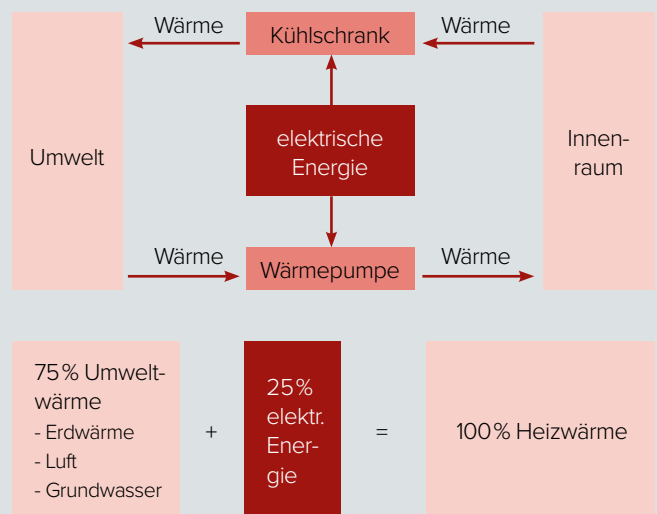 Wärme
Kühlschrank
Wärme
Umwelt
elektrische
Energie
Innen-
raum
Wärme
Wärmepumpe
Wärme
75 % Umwelt-
wärme
- Erdwärme
- Luft
- Grundwasser
+
25 %
elektr.
Ener-
gie
=
100 % Heizwärme